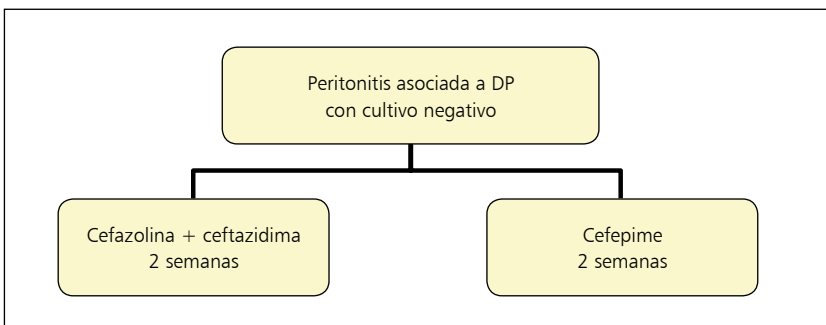 Peritonitis asociada a DP
con cultivo negativo
Cefazolina + ceftazidima
2 semanas
Cefepime
2 semanas